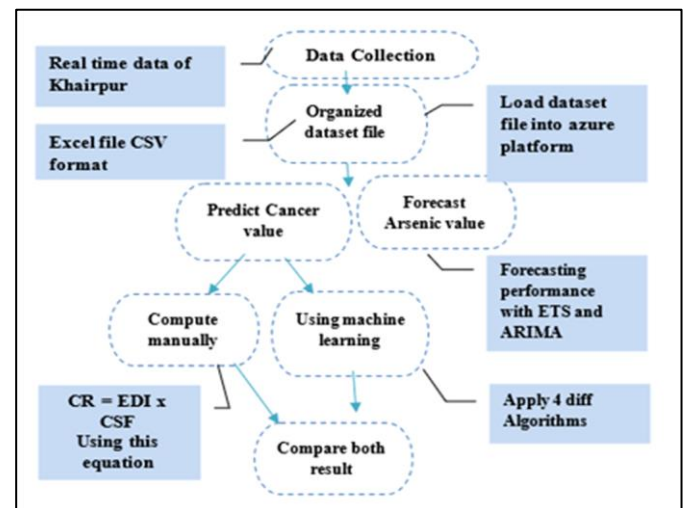 Real time data of
Khairpur
Data Collection
Organized
dataset file
Load dataset
file into azure
platform
Excel file CSV
format
Predict Cancer
value
Forecast
Arsenic value
Forecasting
performance
with ETS and
ARIMA
Compute
manually
Using machine
learning
CR = EDI x
CSF
Using this
equation
Apply 4 diff
Algorithms
Compare both
result